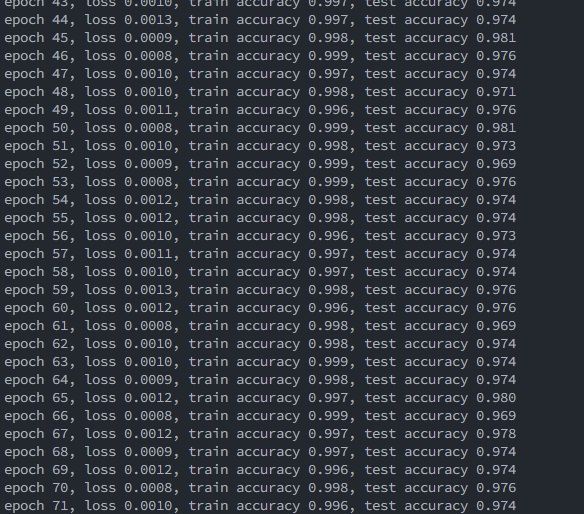 epoch 43, loss 0.0010, train accuracy 0.997, test accuracy 0.974
epoch 44, loss 0.0013, train accuracy 0.997, test accuracy 0.974
epoch 45, loss 0.0009, train accuracy 0.998, test accuracy 0.981
epoch 46, loss 0.0008, train accuracy 0.999, test accuracy 0.976
epoch 47, loss 0.0010, train accuracy 0.997, test accuracy 0.974
epoch 48, loss 0.0010, train accuracy 0.998, test accuracy 0.971
epoch 49, loss 0.0011, train accuracy 0.996, test accuracy 0.976
epoch 50, loss 0.0008, train accuracy 0.999, test accuracy 0.981
epoch 51, loss 0.0010, train accuracy 0.998, test accuracy 0.973
epoch 52, loss 0.0009, train accuracy 0.999, test accuracy 0.969
epoch 53, loss 0.0008, train accuracy 0.999, test accuracy 0.976
epoch 54, loss 0.0012, train accuracy 0.998, test accuracy 0.974
epoch 55, loss 0.0012, train accuracy 0.998, test accuracy 0.974
epoch 56, loss 0.0010, train accuracy 0.996, test accuracy 0.973
epoch 57, loss 0.0011, train accuracy 0.997, test accuracy 0.974
epoch 58, loss 0.0010, train accuracy 0.997, test accuracy 0.974
epoch 59, loss 0.0013, train accuracy 0.998, test accuracy 0.976
epoch 60, loss 0.0012, train accuracy 0.996, test accuracy 0.976
epoch 61, loss 0.0008, train accuracy 0.998, test accuracy 0.969
epoch 62, loss 0.0010, train accuracy 0.998, test accuracy 0.974
epoch 63, loss 0.0010, train accuracy 0.999, test accuracy 0.974
epoch 64, loss 0.0009, train accuracy 0.998, test accuracy 0.974
epoch 65, loss 0.0012, train accuracy 0.997, test accuracy 0.980
epoch 66, loss 0.0008, train accuracy 0.999, test accuracy 0.969
epoch 67, loss 0.0012, train accuracy 0.997, test accuracy 0.978
epoch 68, loss 0.0009, train accuracy 0.997, test accuracy 0.974
epoch 69, loss 0.0012, train accuracy 0.996, test accuracy 0.974
epoch 70, loss 0.0008, train accuracy 0.998, test accuracy 0.976
epoch 71, loss 0.0010, train accuracy 0.996, test accuracy 0.974